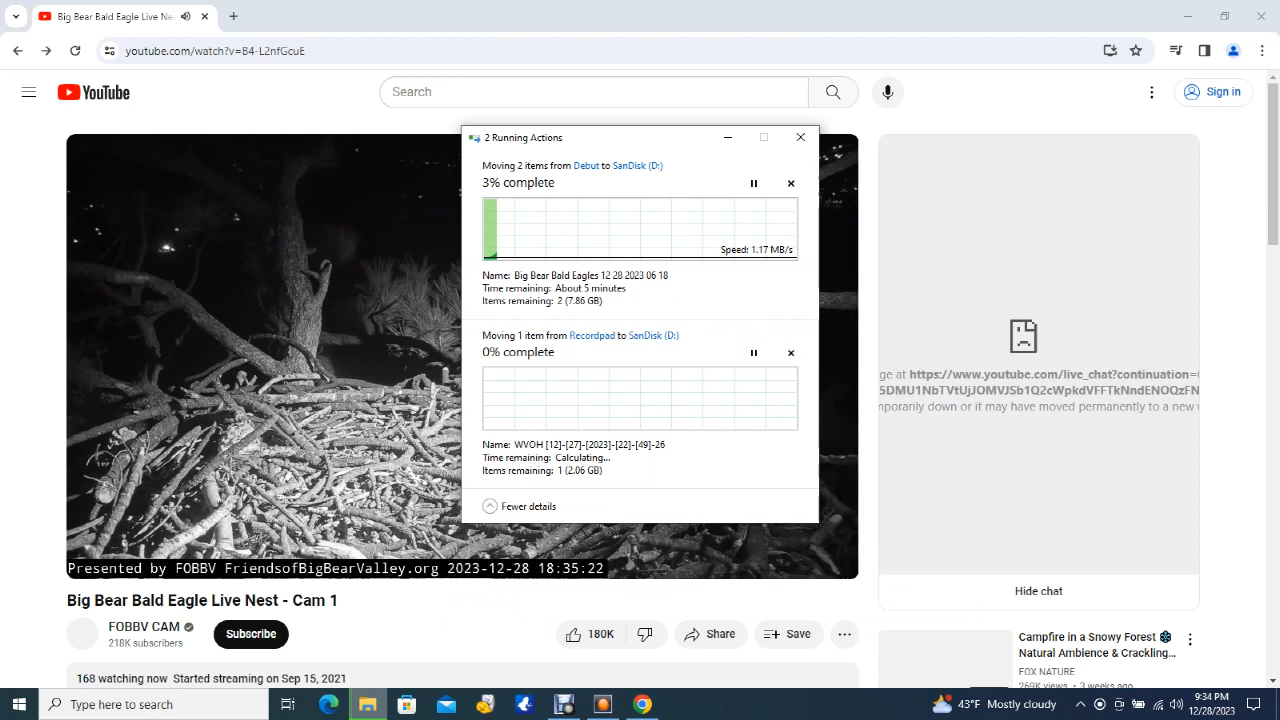 Big Bear Bald Eagle Live Ne
youtube.com/watch?v=B4-L2nfGcuE
YouTube
Search
Sign in
2 Running Actions
Moving 2 items from Debut to SanDisk (D:)
3% complete
Speed: 1.17 MB/s
Name: Big Bear Bald Eagles 12 28 2023 06 18
Time remaining: About 5 minutes
Items remaining: 2 (7.86 GB)
Moving 1 item from Recordpad to SanDisk (D:)
0% complete
Name: WVOH [12]-[27]-[2023]-[22]-[49]-26
Time remaining: Calculating...
Items remaining: 1 (2.06 GB)
Fewer details
ge at https://www.youtube.com/live_chat?continuation=
5DMU1NbTVtUjJOMVJSb1Q2cWpkdVFFTkNndENOQzFN
mporarily down or it may have moved permanently to a new
Hide chat
Presented by FOBBV FriendsofBigBearValley.org 2023-12-28 18:35:22
Big Bear Bald Eagle Live Nest - Cam 1
FOBBV CAM
218K subscribers
Subscribe
180K
Share
Save
168 watching now Started streaming on Sep 15, 2021
Campfire in a Snowy Forest
Natural Ambience & Crackling...
FOX NATURE
269K views • 3 weeks ago
Type here to search
43°F Mostly cloudy
9:34 PM
12/28/2023